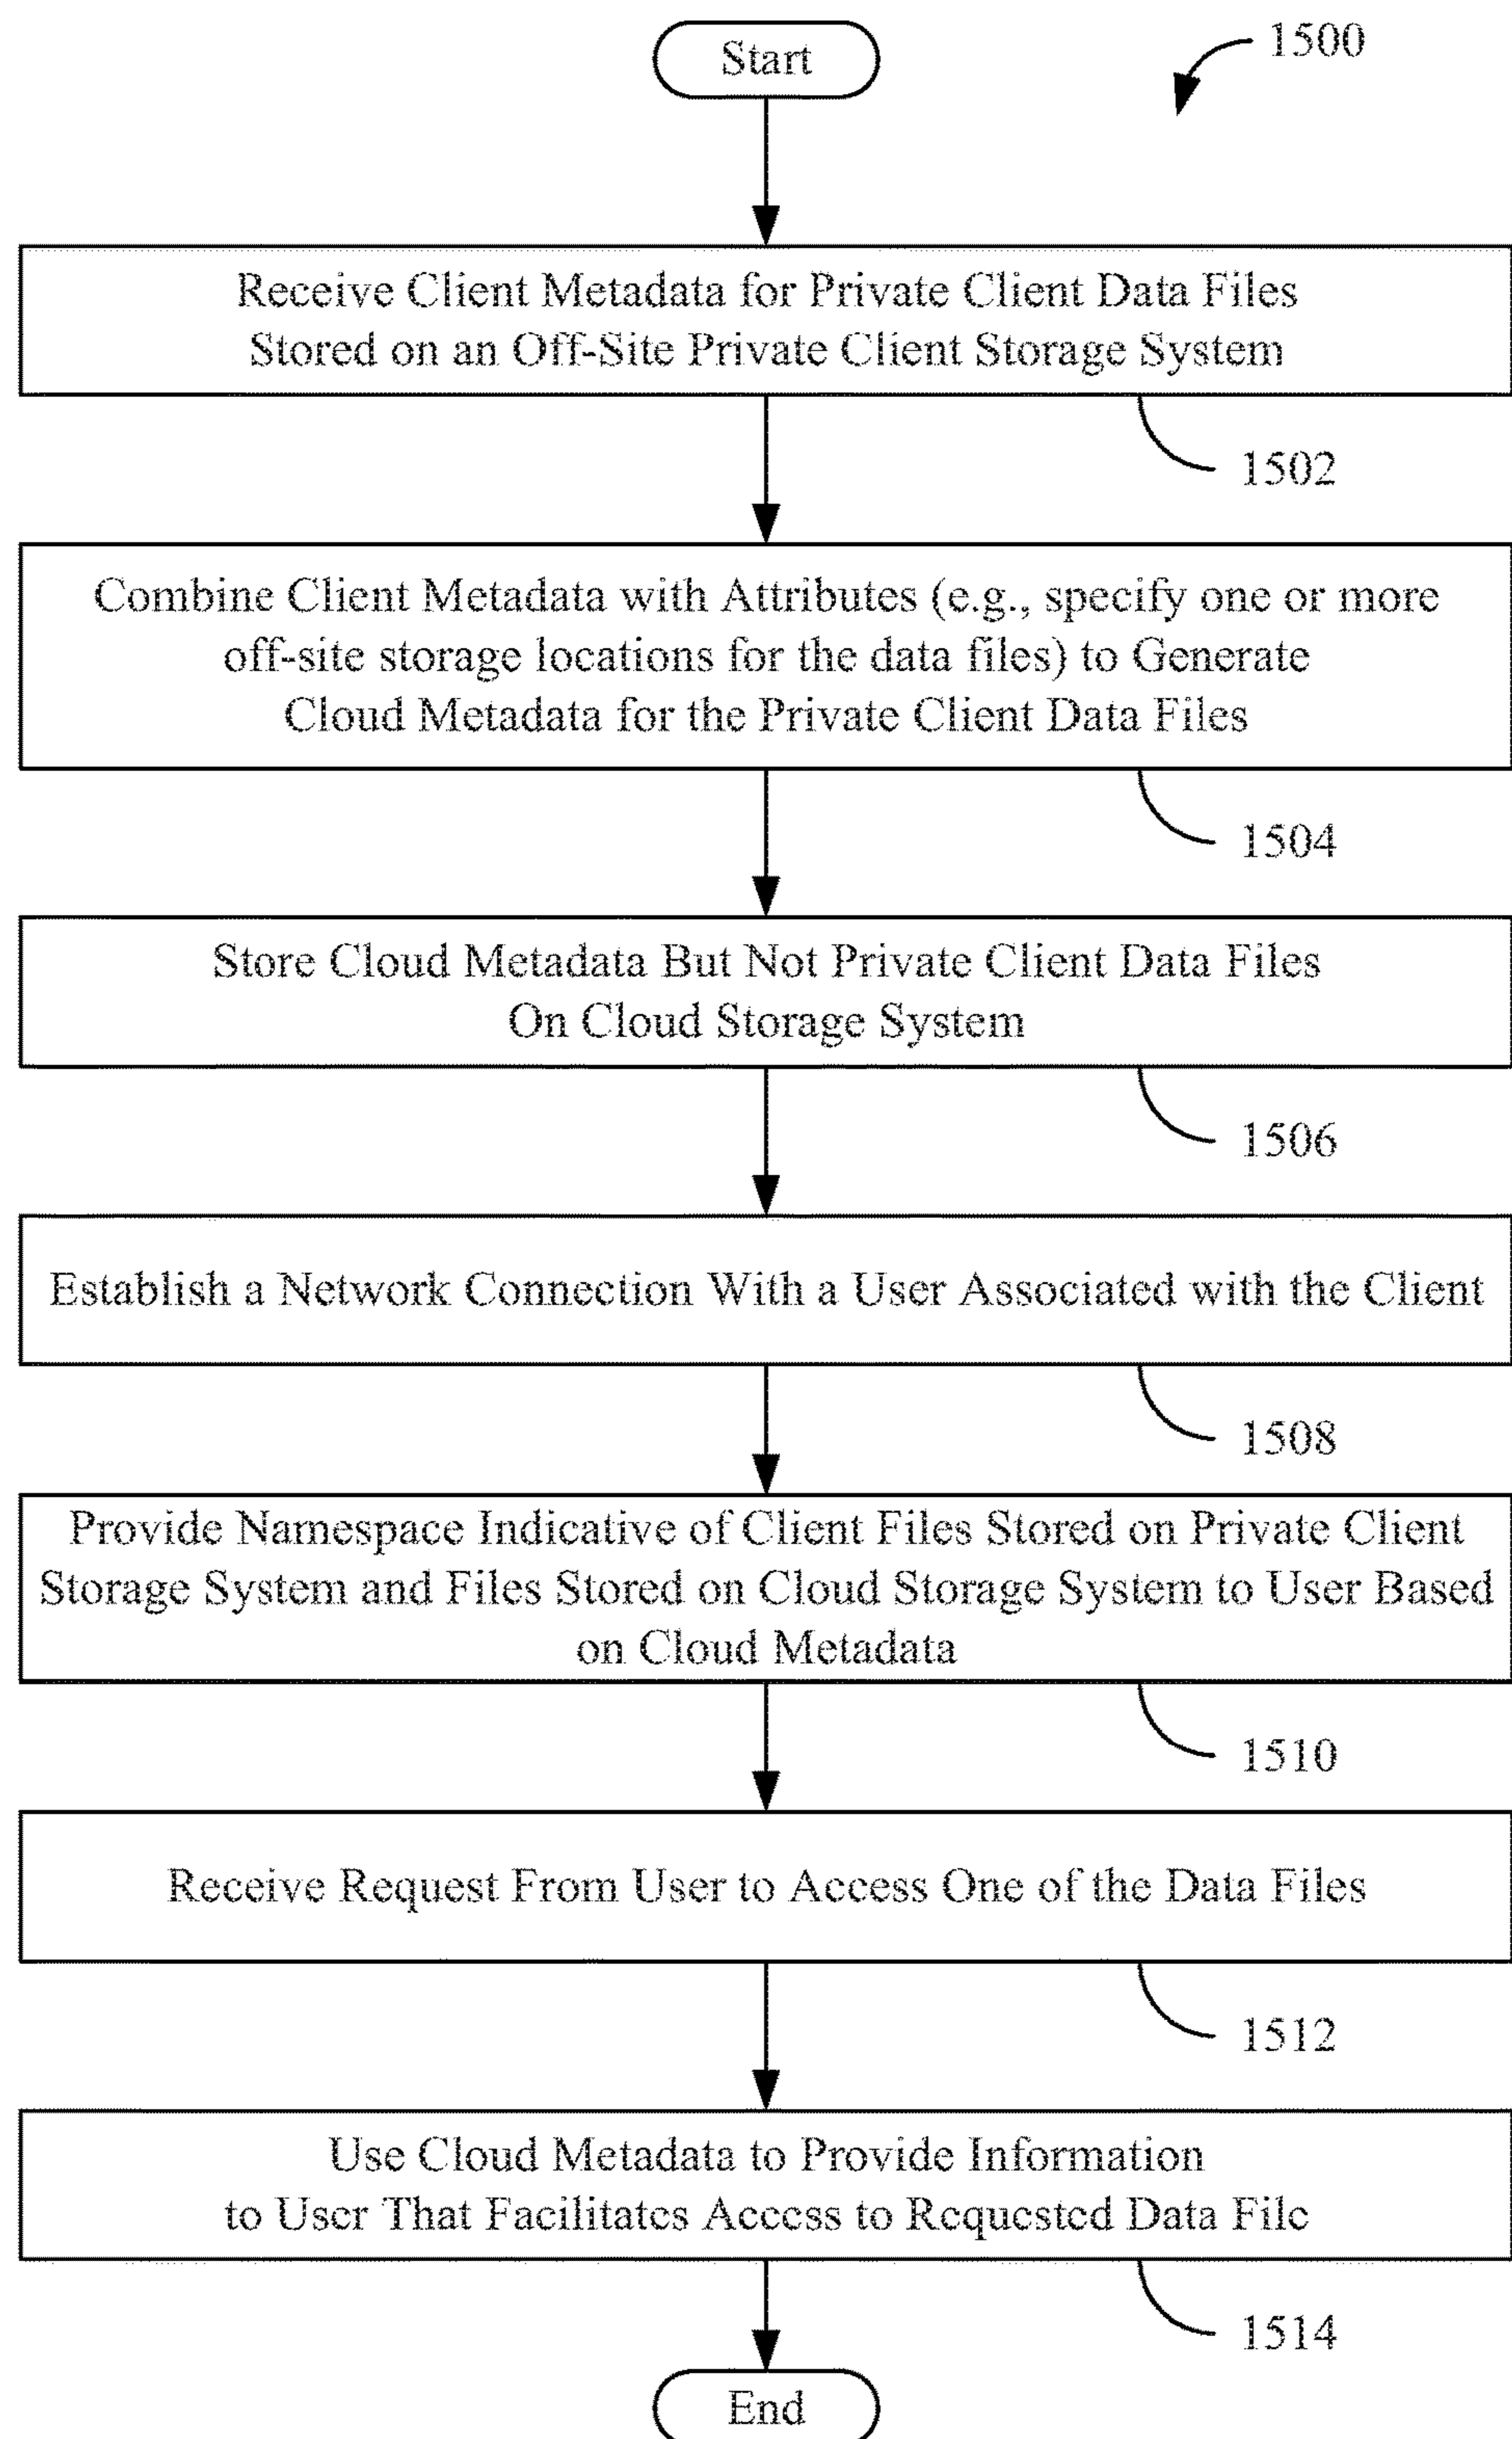 Start
1500
Receive Client Metadata for Private Client Data Files
Stored on an Off-Site Private Client Storage System
1502
Combine Client Metadata with Attributes (e.g., specify one or more
off-site storage locations for the data files) to Generate
Cloud Metadata for the Private Client Data Files
1504
Store Cloud Metadata But Not Private Client Data Files
On Cloud Storage System
1506
Establish a Network Connection With a User Associated with the Client
1508
Provide Namespace Indicative of Client Files Stored on Private Client
Storage System and Files Stored on Cloud Storage System to User Based
on Cloud Metadata
1510
Receive Request From User to Access One of the Data Files
1512
Use Cloud Metadata to Provide Information
to User That Facilitates Access to Requested Data File
1514
End